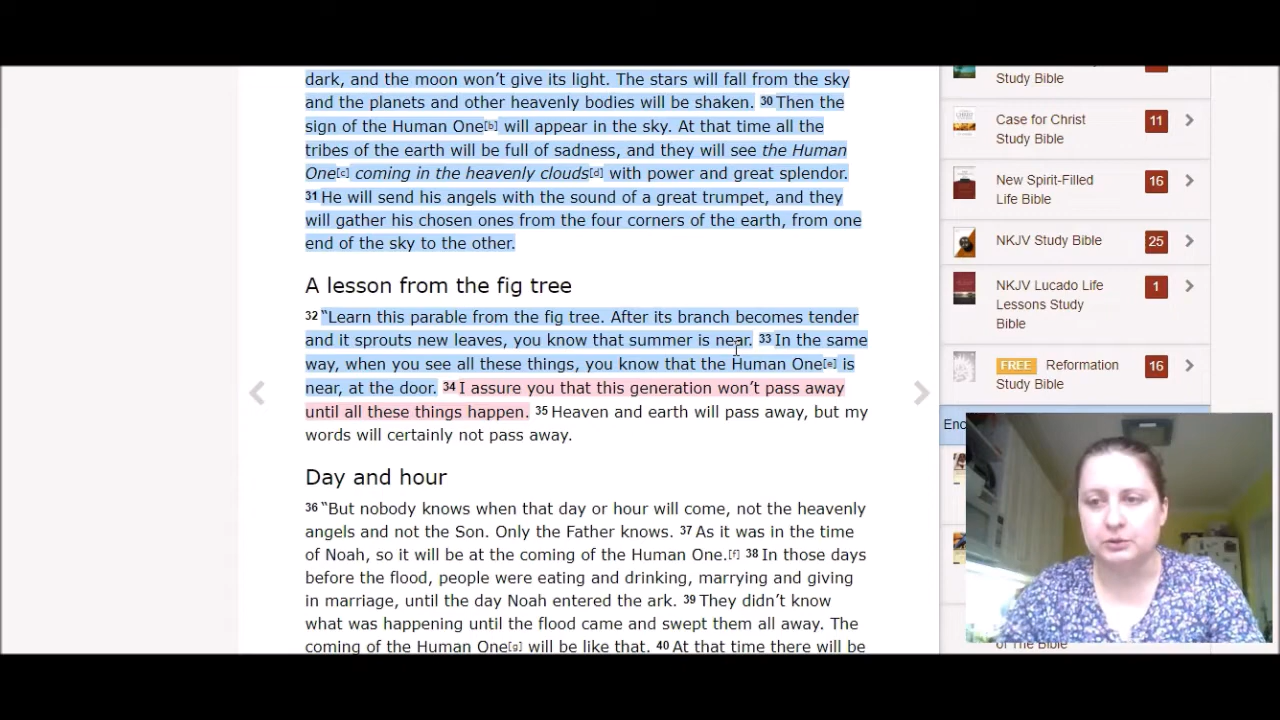 dark, and the moon won’t give its light. The stars will fall from the sky
and the planets and other heavenly bodies will be shaken. 30 Then the
sign of the Human One[b] will appear in the sky. At that time all the
tribes of the earth will be full of sadness, and they will see the Human
One[c] coming in the heavenly clouds[d] with power and great splendor.
31 He will send his angels with the sound of a great trumpet, and they
will gather his chosen ones from the four corners of the earth, from one
end of the sky to the other.
A lesson from the fig tree
32 “Learn this parable from the fig tree. After its branch becomes tender
and it sprouts new leaves, you know that summer is near. 33 In the same
way, when you see all these things, you know that the Human One[e] is
near, at the door. 34 I assure you that this generation won’t pass away
until all these things happen. 35 Heaven and earth will pass away, but my
words will certainly not pass away.
Day and hour
36 “But nobody knows when that day or hour will come, not the heavenly
angels and not the Son. Only the Father knows. 37 As it was in the time
of Noah, so it will be at the coming of the Human One.[f] 38 In those days
before the flood, people were eating and drinking, marrying and giving
in marriage, until the day Noah entered the ark. 39 They didn’t know
what was happening until the flood came and swept them all away. The
coming of the Human One[g] will be like that. 40 At that time there will be
Study Bible
Case for Christ 11
Study Bible
New Spirit-Filled 16
Life Bible
NKJV Study Bible 25
NKJV Lucado Life 1
Lessons Study
Bible
FREE Reformation 16
Study Bible
Enc
of The Bible